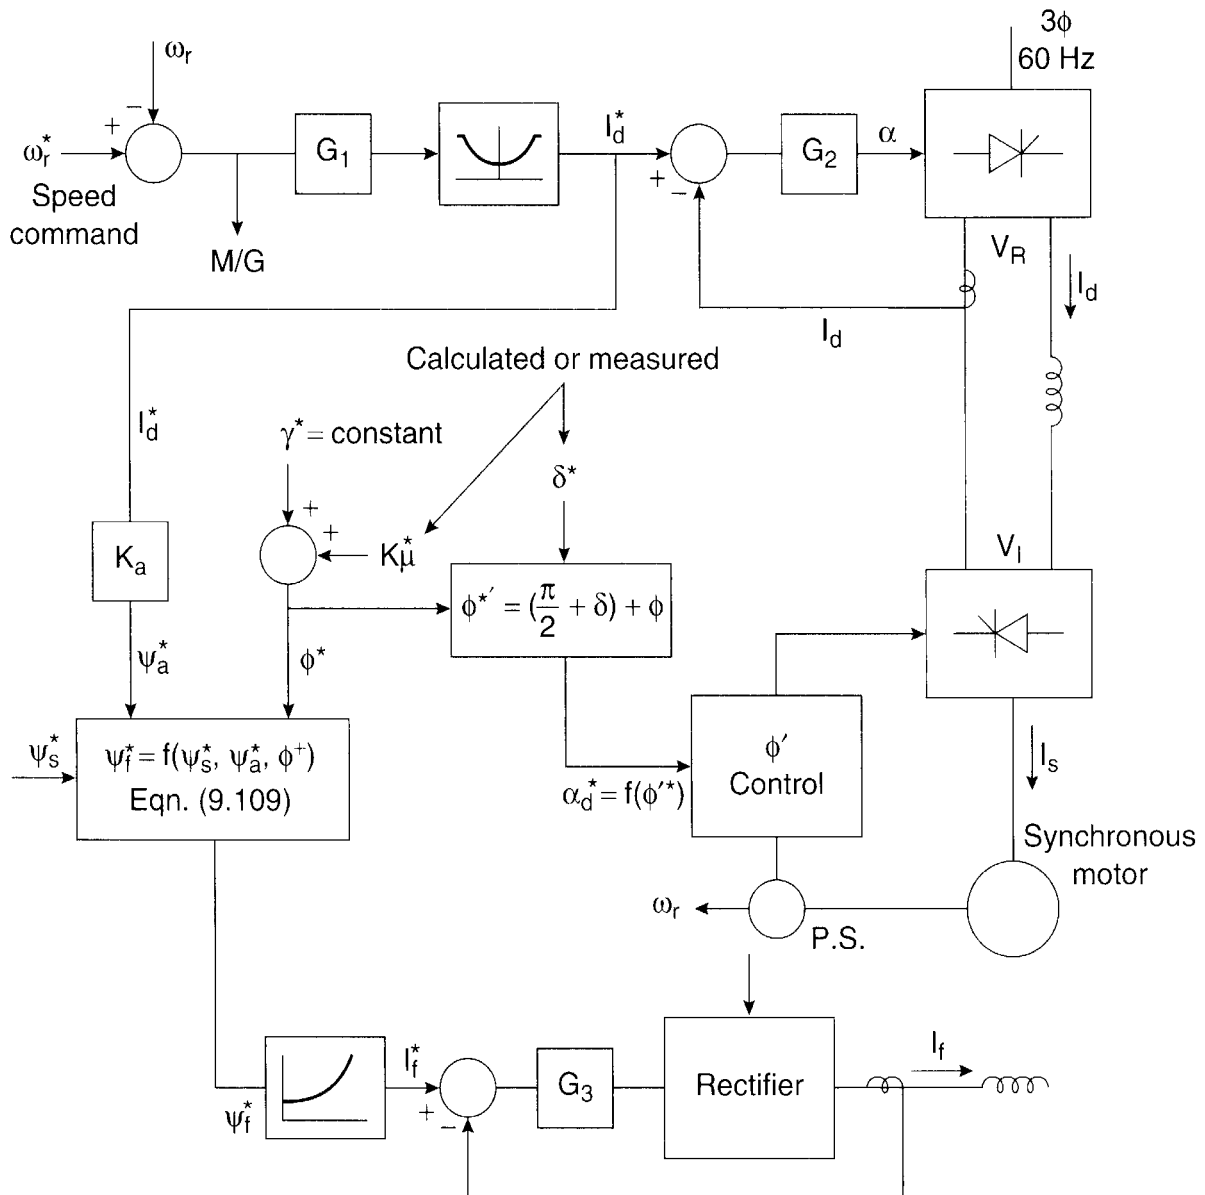 3ϕ
60 Hz
ωr
−
+
ωr*
Speed
command
M/G
G1
Id*
+
−
G2
α
VR
Id
Id
Calculated or measured
Id*
γ* = constant
δ*
+
+
Kμ*
Ka
ϕ*′ = (π/2 + δ) + ϕ
VI
ψa*
ϕ*
ψs*
ψf* = f(ψs*, ψa*, ϕ+)
Eqn. (9.109)
αd* = f(ϕ′*)
ϕ′
Control
Is
Synchronous
motor
ωr
P.S.
ψf*
If*
+
−
G3
Rectifier
If